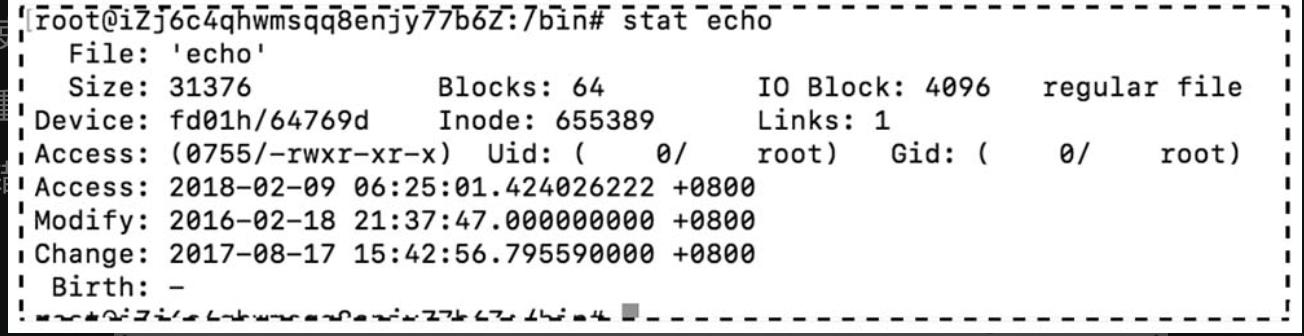 root@iZj6c4qhwmsqq8enjy77b6Z:/bin# stat echo
  File: 'echo'
  Size: 31376           Blocks: 64         IO Block: 4096   regular file
Device: fd01h/64769d    Inode: 655389      Links: 1
Access: (0755/-rwxr-xr-x)  Uid: (    0/    root)   Gid: (    0/    root)
Access: 2018-02-09 06:25:01.424026222 +0800
Modify: 2016-02-18 21:37:47.000000000 +0800
Change: 2017-08-17 15:42:56.795590000 +0800
 Birth: -